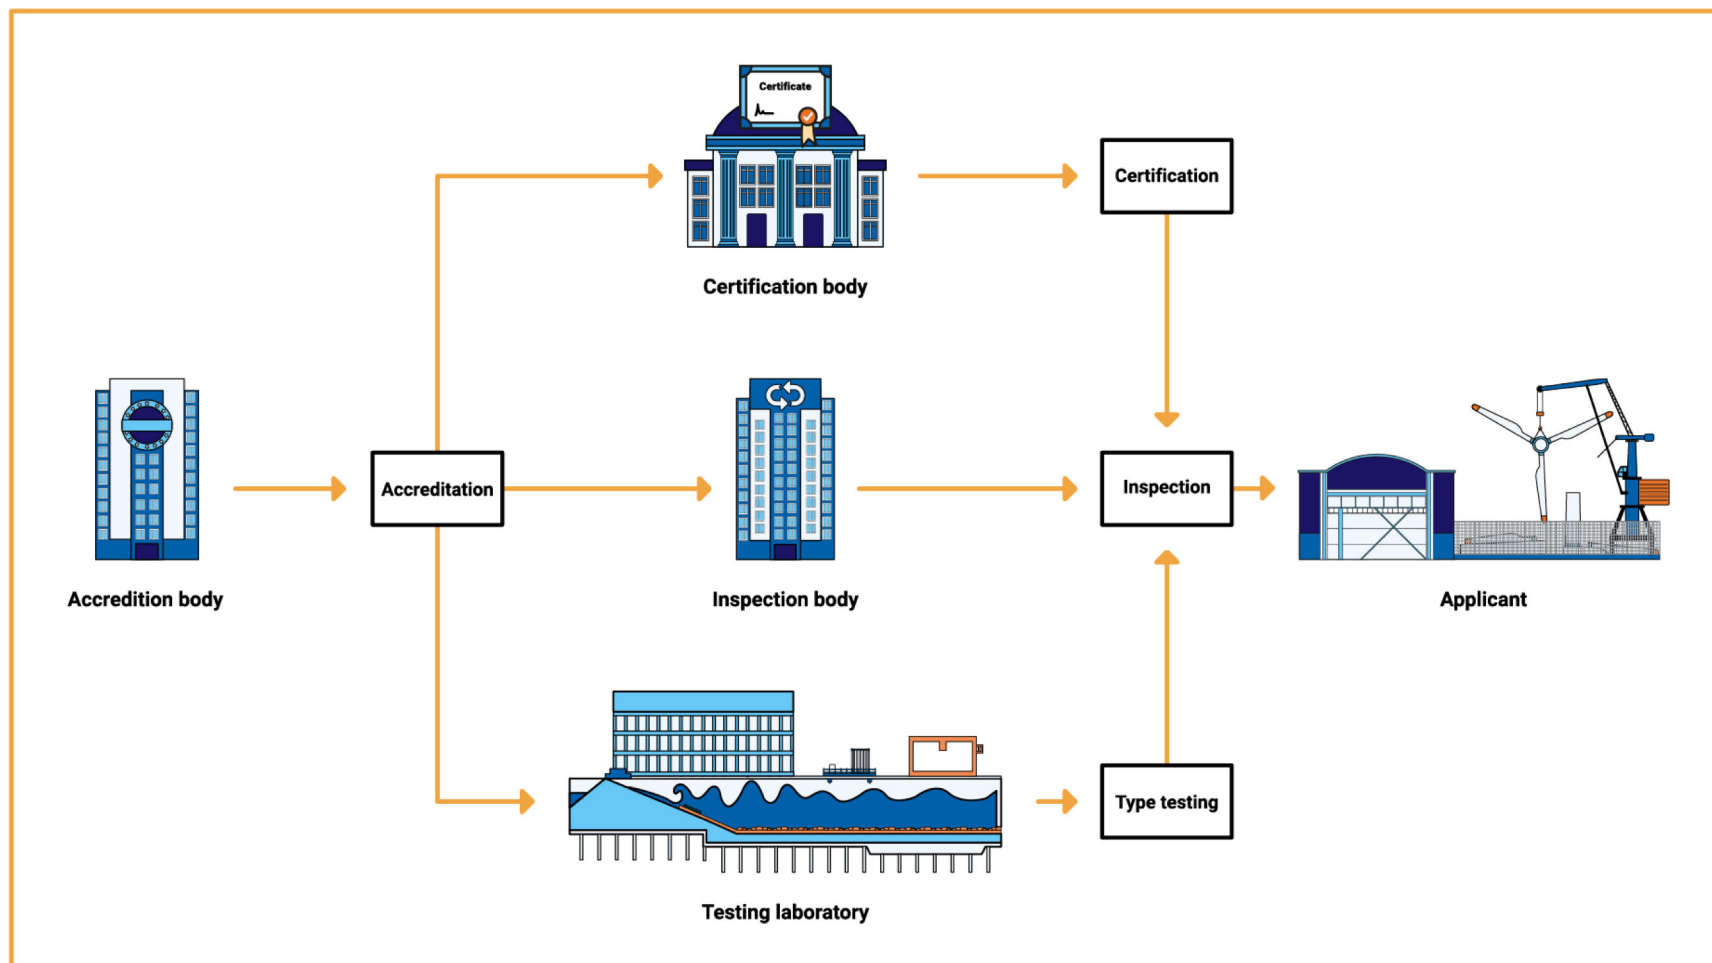 Certificate
Certification
Certification body
Accreditation
Inspection
Accredition body
Inspection body
Applicant
Type testing
Testing laboratory